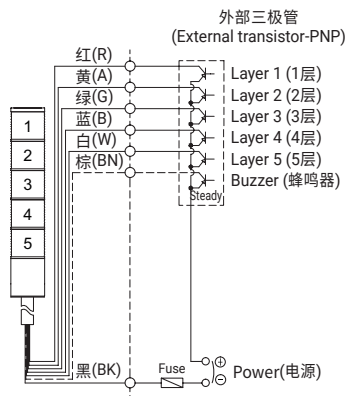 外部三极管
(External transistor-PNP)
红(R)
黄(A)
绿(G)
蓝(B)
白(W)
棕(BN)
Layer 1 (1层)
Layer 2 (2层)
Layer 3 (3层)
Layer 4 (4层)
Layer 5 (5层)
Buzzer (蜂鸣器)
Steady
1
2
3
4
5
黑(BK)
Fuse
⊕
⊖
Power(电源)